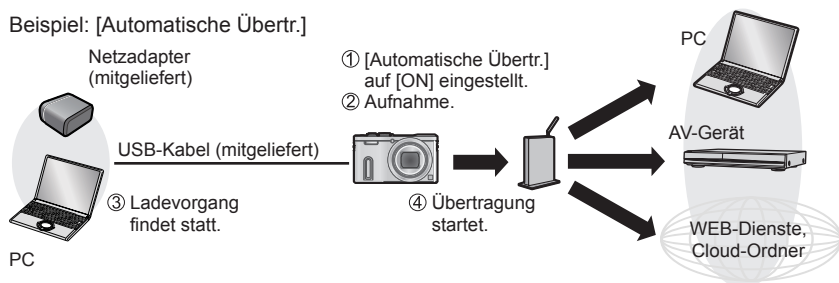 Beispiel: [Automatische Übertr.]
Netzadapter
(mitgeliefert)
① [Automatische Übertr.]
auf [ON] eingestellt.
② Aufnahme.
PC
USB-Kabel (mitgeliefert)
AV-Gerät
③ Ladevorgang
findet statt.
④ Übertragung
startet.
WEB-Dienste,
Cloud-Ordner
PC